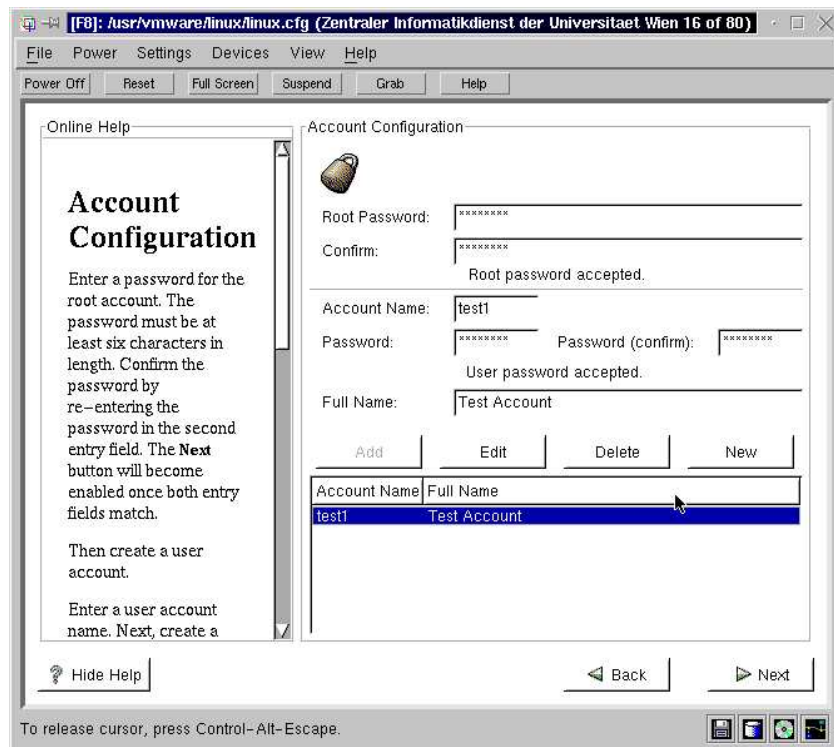 [F8]: /usr/vmware/linux/linux.cfg (Zentraler Informatikdienst der Universitaet Wien 16 of 80)
File Power Settings Devices View Help
Power Off Reset Full Screen Suspend Grab Help
Online Help
Account
Configuration
Enter a password for the
root account. The
password must be at
least six characters in
length. Confirm the
password by
re-entering the
password in the second
entry field. The Next
button will become
enabled once both entry
fields match.
Then create a user
account.
Enter a user account
name. Next, create a
Account Configuration
Root Password: ********
Confirm: ********
Root password accepted.
Account Name: test1
Password: ******** Password (confirm): ********
User password accepted.
Full Name: Test Account
Add Edit Delete New
Account Name Full Name
test1 Test Account
Hide Help Back Next
To release cursor, press Control-Alt-Escape.